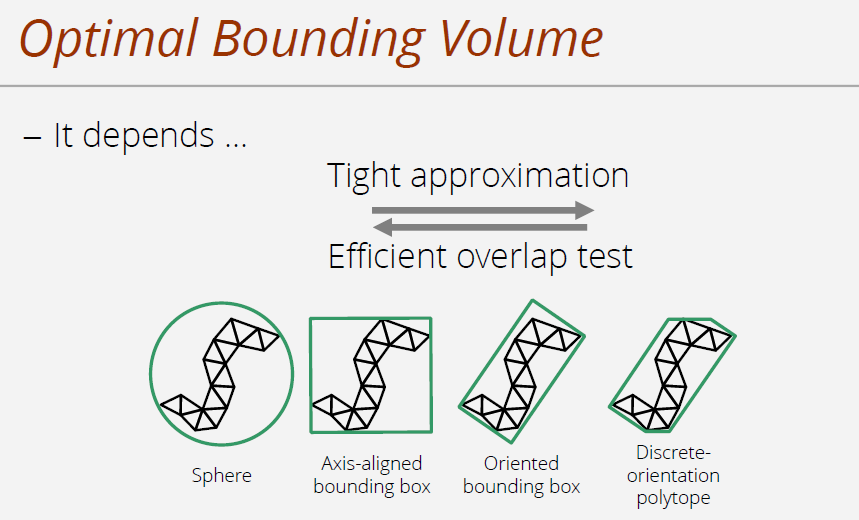 Optimal Bounding Volume
– It depends ...
Tight approximation
Efficient overlap test
Sphere
Axis-aligned
bounding box
Oriented
bounding box
Discrete-
orientation
polytope